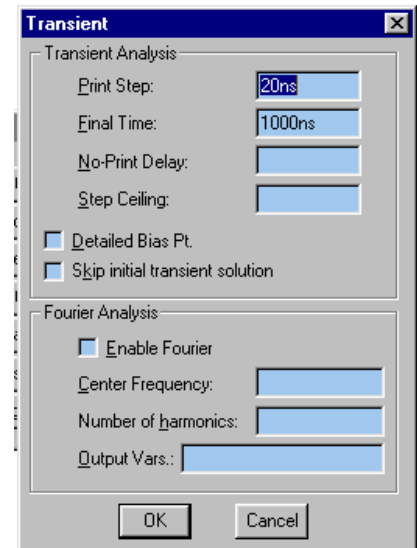 Transient
Transient Analysis
Print Step: 20ns
Final Time: 1000ns
No-Print Delay:
Step Ceiling:
Detailed Bias Pt.
Skip initial transient solution
Fourier Analysis
Enable Fourier
Center Frequency:
Number of harmonics:
Output Vars.:
OK Cancel